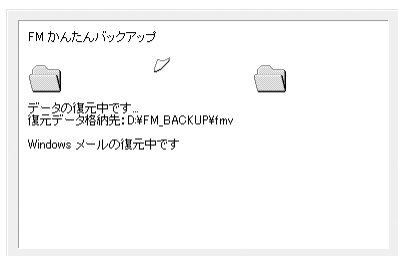 FM かんたんバックアップ
データの復元中です...
復元データ格納先：D:¥FM_BACKUP¥fmv
Windows メールの復元中です